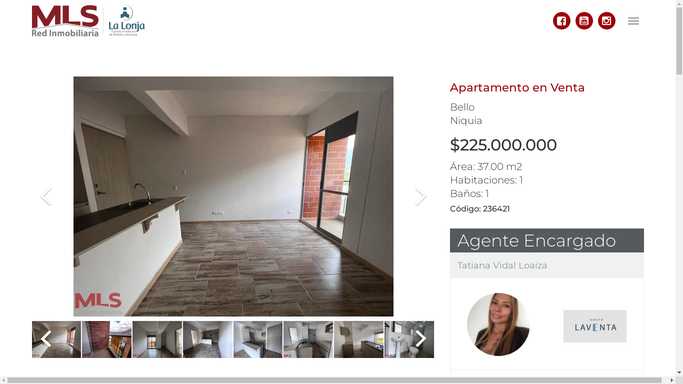 MLS
Red Inmobiliaria
La Lonja
Apartamento en Venta
Bello
Niquia
$225.000.000
Área: 37.00 m2
Habitaciones: 1
Baños: 1
Código: 236421
Agente Encargado
Tatiana Vidal Loaiza
MLS
LAVENTA